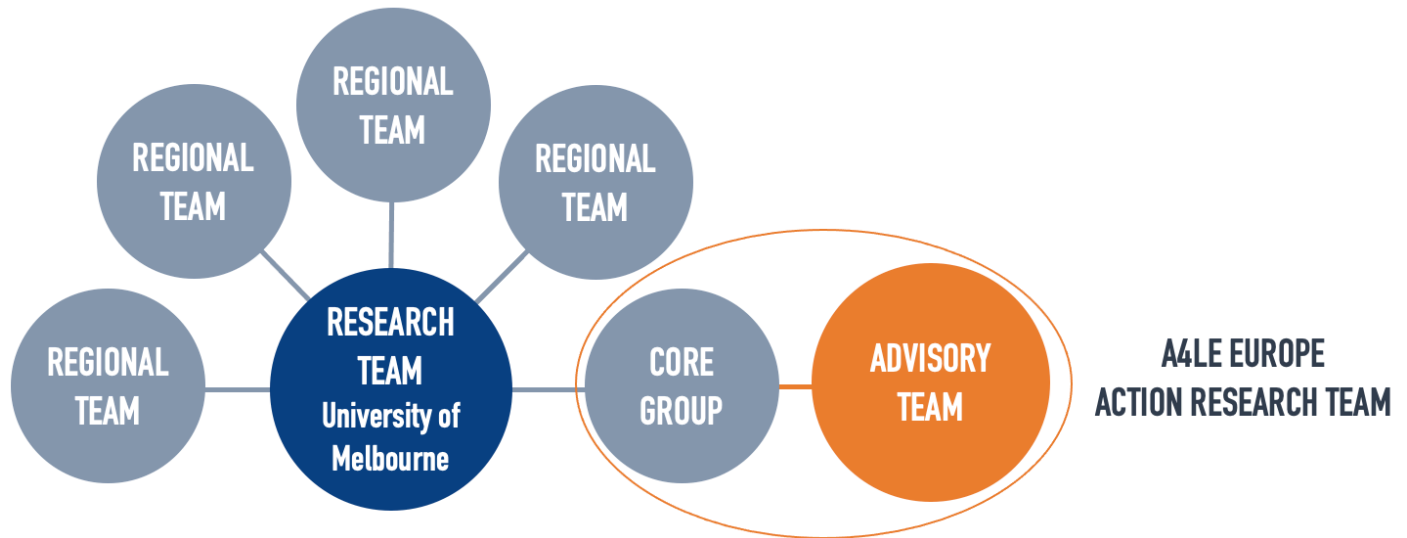 REGIONAL
TEAM
REGIONAL
TEAM
REGIONAL
TEAM
REGIONAL
TEAM
RESEARCH
TEAM
University of
Melbourne
CORE
GROUP
ADVISORY
TEAM
A4LE EUROPE
ACTION RESEARCH TEAM